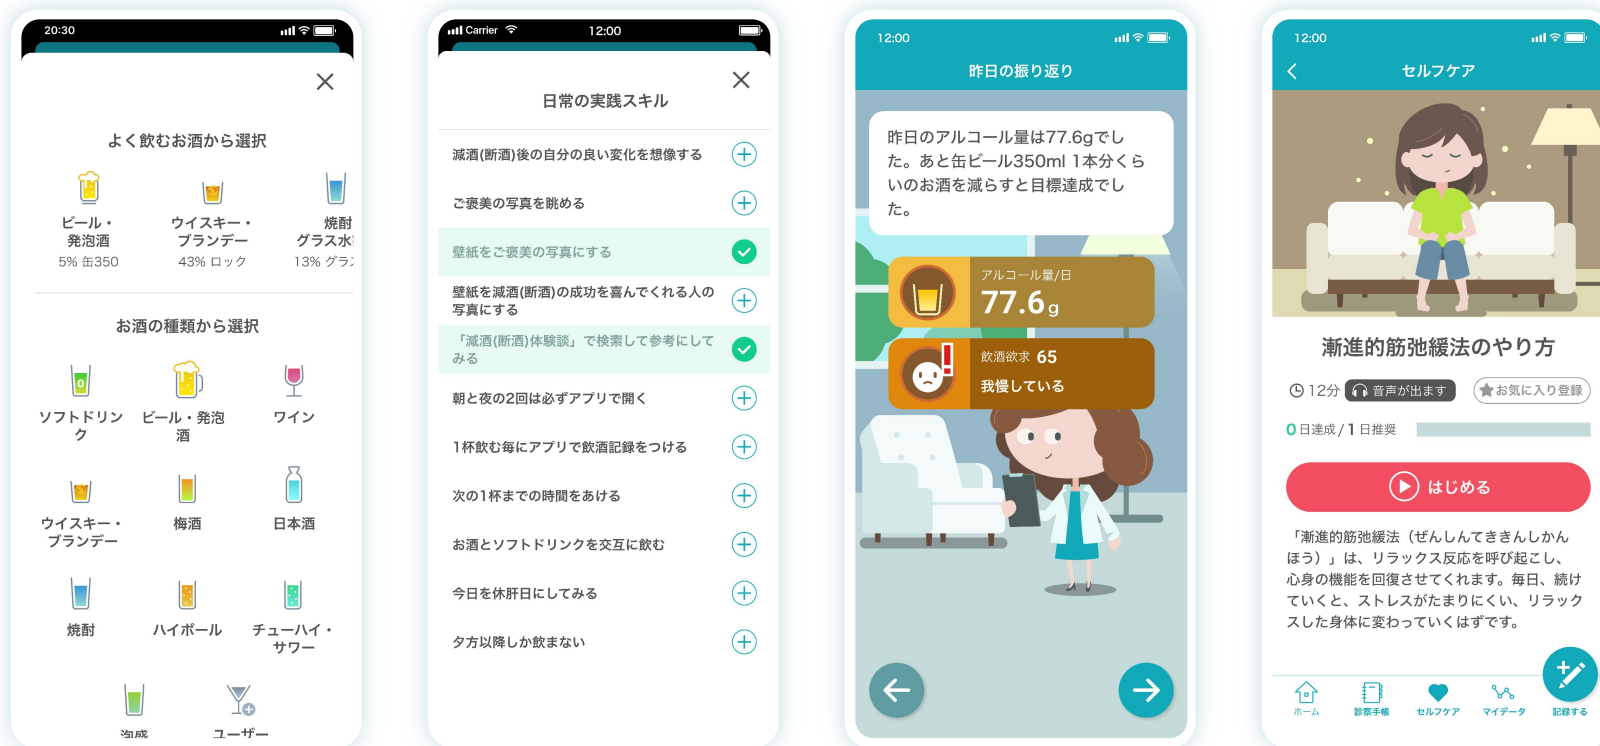 20:30
よく飲むお酒から選択
ビール・
発泡酒
5% 缶350
ウイスキー・
ブランデー
43% ロック
焼酎
グラス水
13% グラ
お酒の種類から選択
ソフトドリン
ク
ビール・発泡
酒
ワイン
ウイスキー・
ブランデー
梅酒
日本酒
焼酎
ハイボール
チューハイ・
サワー
泡盛
ユーザー
Carrier
12:00
日常の実践スキル
減酒(断酒)後の自分の良い変化を想像する
ご褒美の写真を眺める
壁紙をご褒美の写真にする
壁紙を減酒(断酒)の成功を喜んでくれる人の
写真にする
「減酒(断酒)体験談」で検索して参考にして
みる
朝と夜の2回は必ずアプリで開く
1杯飲む毎にアプリで飲酒記録をつける
次の1杯までの時間をあける
お酒とソフトドリンクを交互に飲む
今日を休肝日にしてみる
夕方以降しか飲まない
12:00
昨日の振り返り
昨日のアルコール量は77.6gでし
た。あと缶ビール350ml 1本分くら
いのお酒を減らすと目標達成でし
た。
アルコール量/日
77.6 g
飲酒欲求 65
我慢している
12:00
セルフケア
漸進的筋弛緩法のやり方
12分 音声が出ます お気に入り登録
0日達成 / 1日推奨
はじめる
「漸進的筋弛緩法（ぜんしんてききんしかん
ほう）」は、リラックス反応を呼び起こし、
心身の機能を回復させてくれます。毎日、続け
ていくと、ストレスがたまりにくい、リラック
スした身体に変わっていくはずです。
ホーム 診察手帳 セルフケア マイデータ 記録する